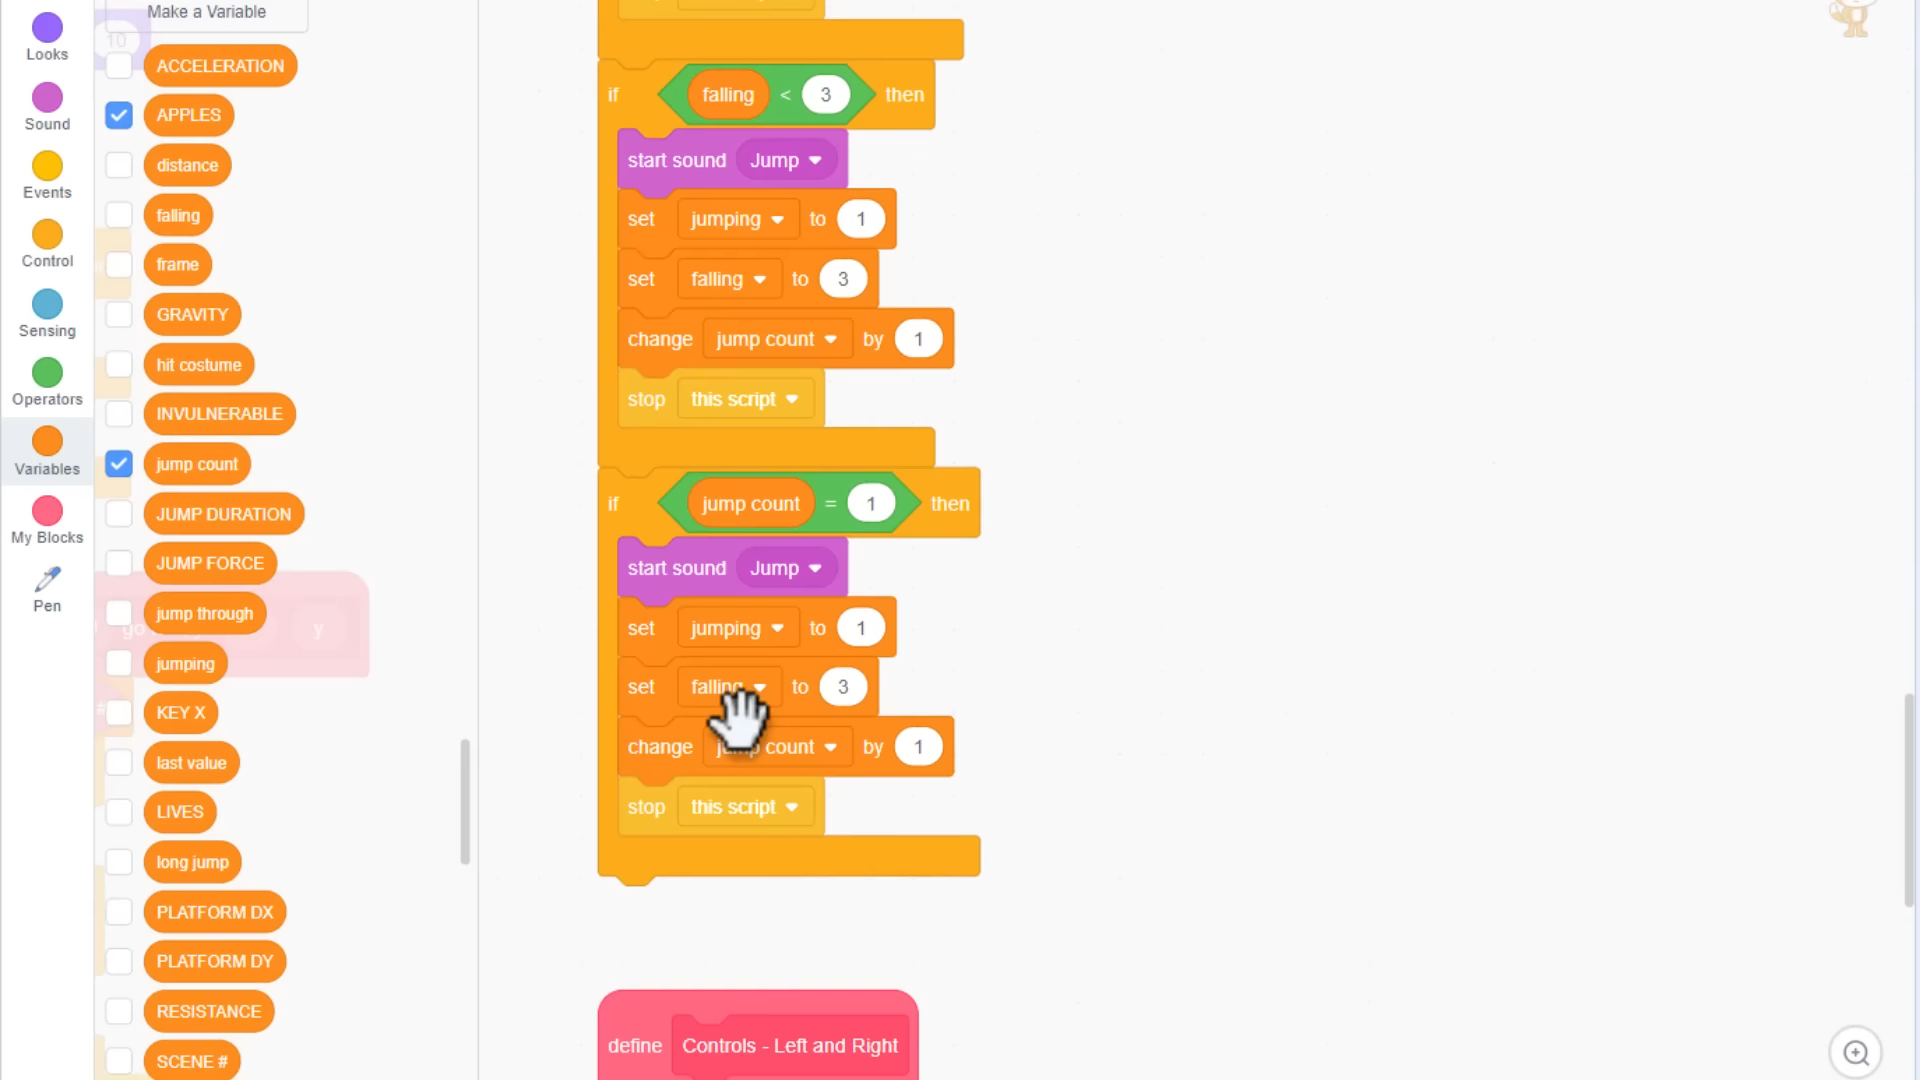 Looks
Sound
Events
Control
Sensing
Operators
Variables
My Blocks
Pen
Make a Variable
10
ACCELERATION
APPLES
distance
falling
frame
GRAVITY
hit costume
INVULNERABLE
jump count
JUMP DURATION
JUMP FORCE
jump through
jumping
KEY X
last value
LIVES
long jump
PLATFORM DX
PLATFORM DY
RESISTANCE
SCENE #
go
y
if falling < 3 then
start sound Jump
set jumping to 1
set falling to 3
change jump count by 1
stop this script
if jump count = 1 then
start sound Jump
set jumping to 1
set falling to 3
change jump count by 1
stop this script
define Controls - Left and Right